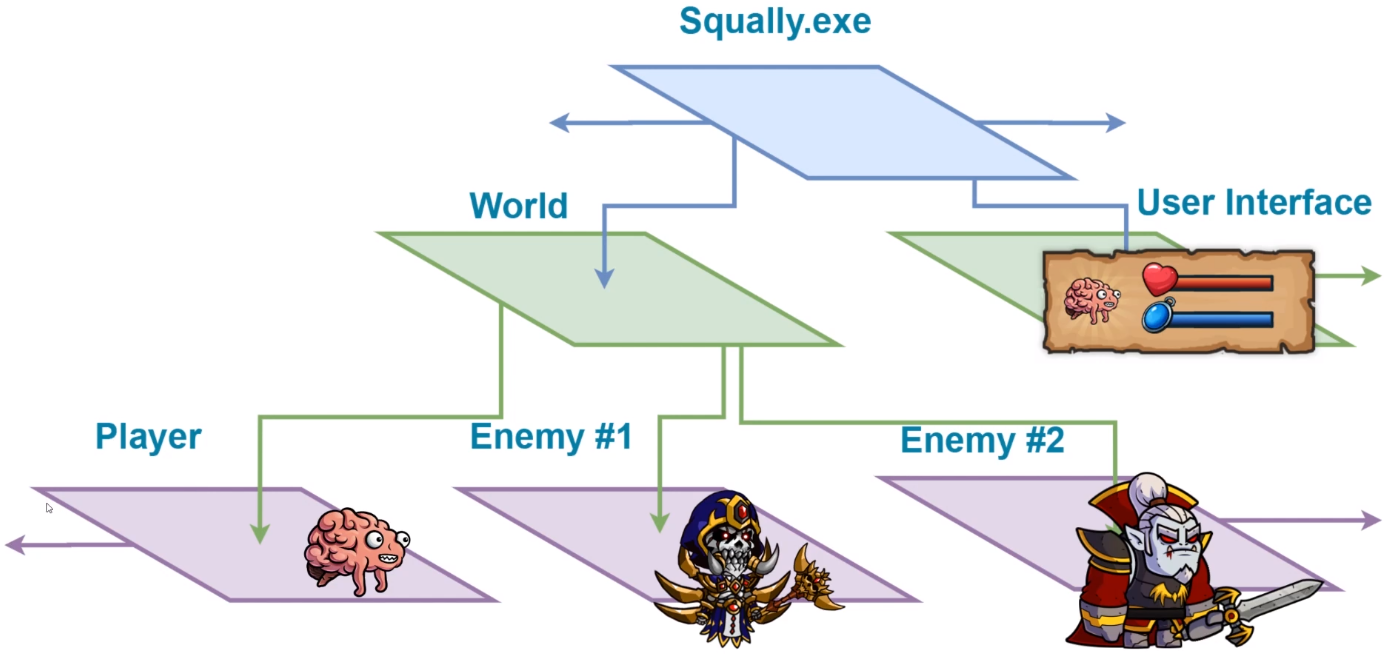 Squally.exe
World
User Interface
Player
Enemy #1
Enemy #2